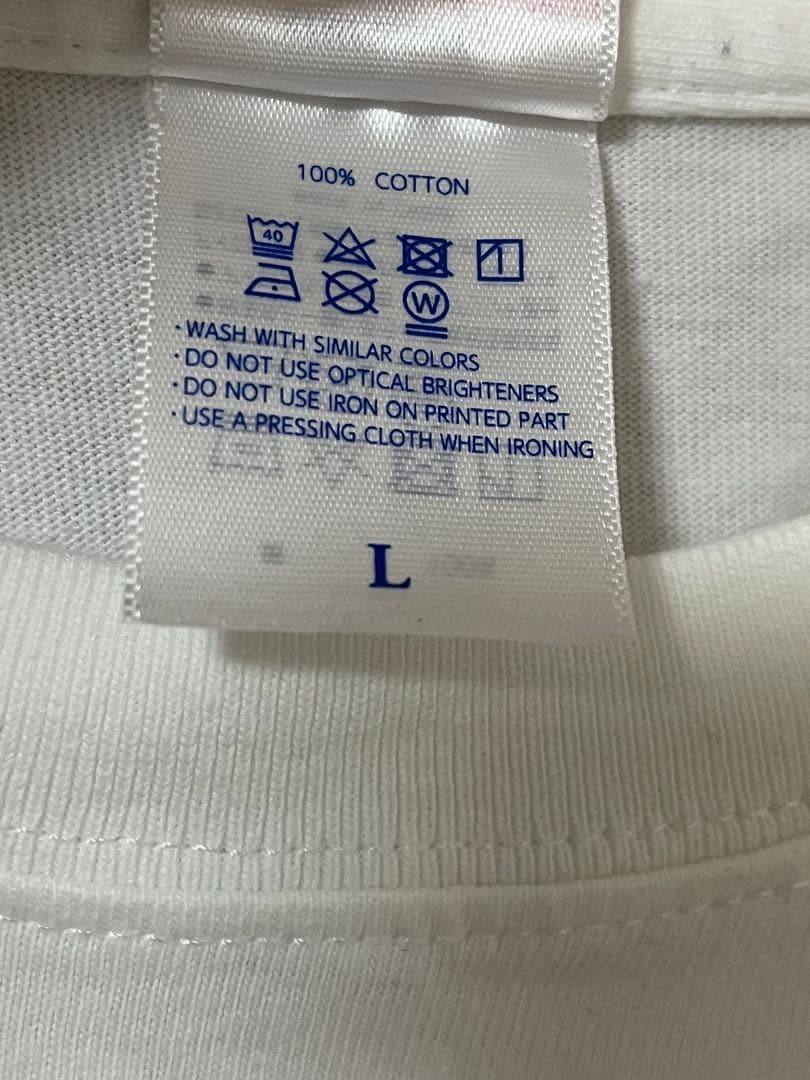 100% COTTON
40
W
·WASH WITH SIMILAR COLORS
·DO NOT USE OPTICAL BRIGHTENERS
·DO NOT USE IRON ON PRINTED PART
·USE A PRESSING CLOTH WHEN IRONING
L